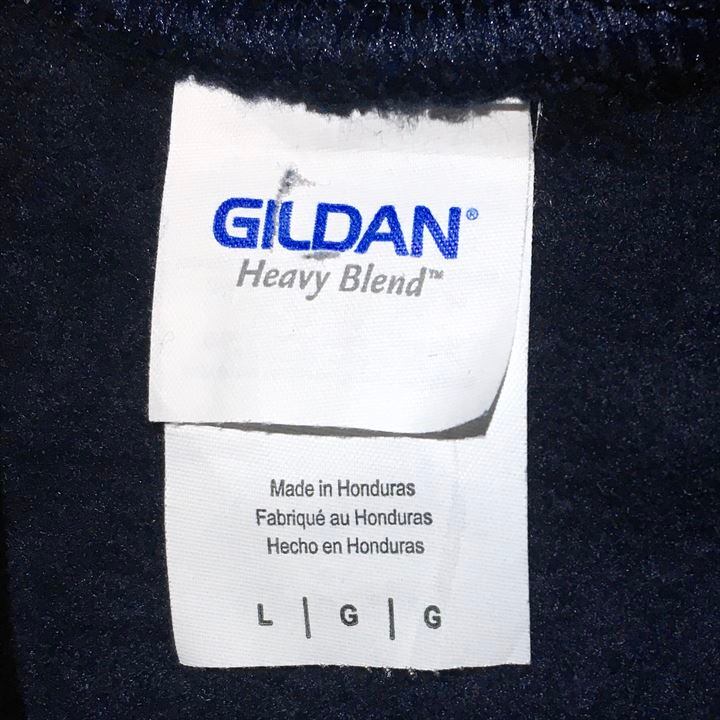 GILDAN®
Heavy Blend™
Made in Honduras
Fabriqué au Honduras
Hecho en Honduras
L | G | G